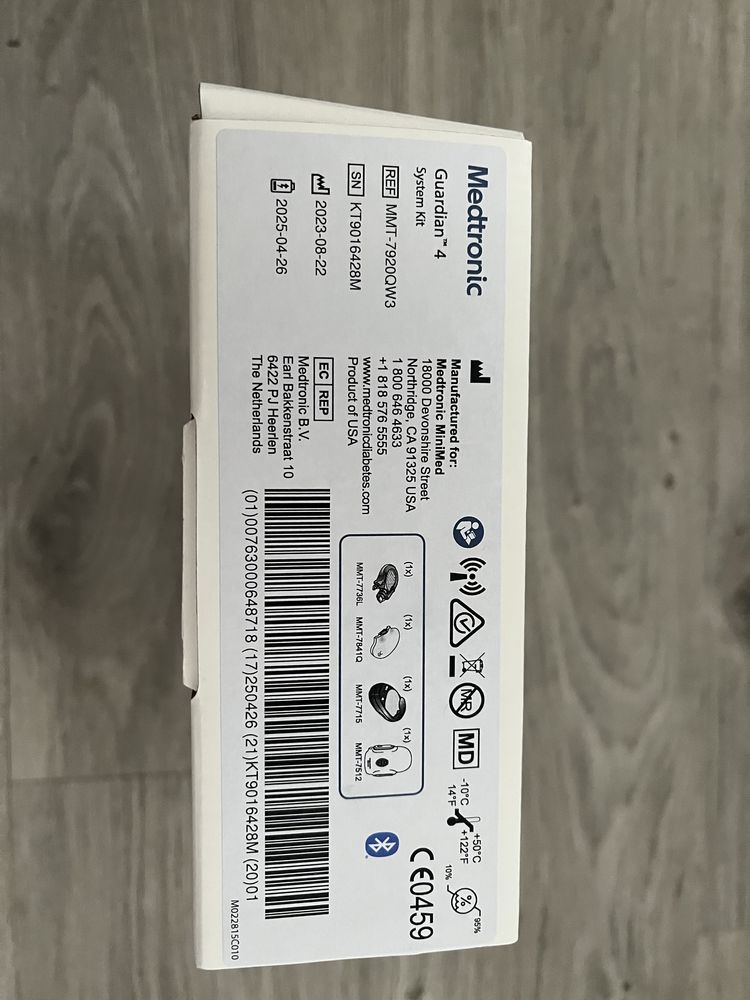 Medtronic
Guardian™ 4
System Kit
REF MMT-7920QW3
SN KT9016428M
2023-08-22
2025-04-26
Manufactured for:
Medtronic MiniMed
18000 Devonshire Street
Northridge, CA 91325 USA
1 800 646 4633
+1 818 576 5555
www.medtronicdiabetes.com
Product of USA
EC REP
Medtronic B.V.
Earl Bakkenstraat 10
6422 PJ Heerlen
The Netherlands
MR
MD
-10°C
14°F
+50°C
+122°F
10%
%
95%
(1x) (1x) (1x) (1x)
MMT-7736L MMT-7841Q MMT-7715 MMT-7512
CE0459
(01)00763000648718 (17)250426 (21)KT9016428M (20)01
M022815C010